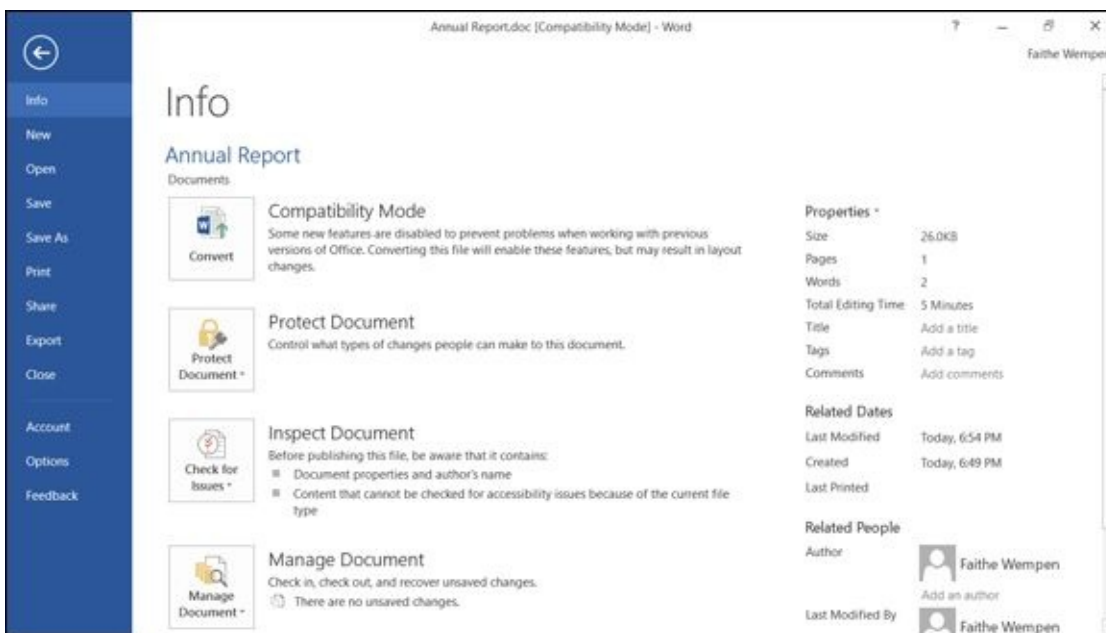 Annual Report.doc [Compatibility Mode] - Word
?
Faithe Wempen
Info
New
Open
Save
Save As
Print
Share
Export
Close
Account
Options
Feedback
Info
Annual Report
Documents
Convert
Compatibility Mode
Some new features are disabled to prevent problems when working with previous
versions of Office. Converting this file will enable these features, but may result in layout
changes.
Protect
Document
Protect Document
Control what types of changes people can make to this document.
Check for
Issues
Inspect Document
Before publishing this file, be aware that it contains:
Document properties and author's name
Content that cannot be checked for accessibility issues because of the current file
type
Manage
Document
Manage Document
Check in, check out, and recover unsaved changes.
There are no unsaved changes.
Properties
Size 26.0KB
Pages 1
Words 2
Total Editing Time 5 Minutes
Title Add a title
Tags Add a tag
Comments Add comments
Related Dates
Last Modified Today, 6:54 PM
Created Today, 6:49 PM
Last Printed
Related People
Author Faithe Wempen
Add an author
Last Modified By Faithe Wempen